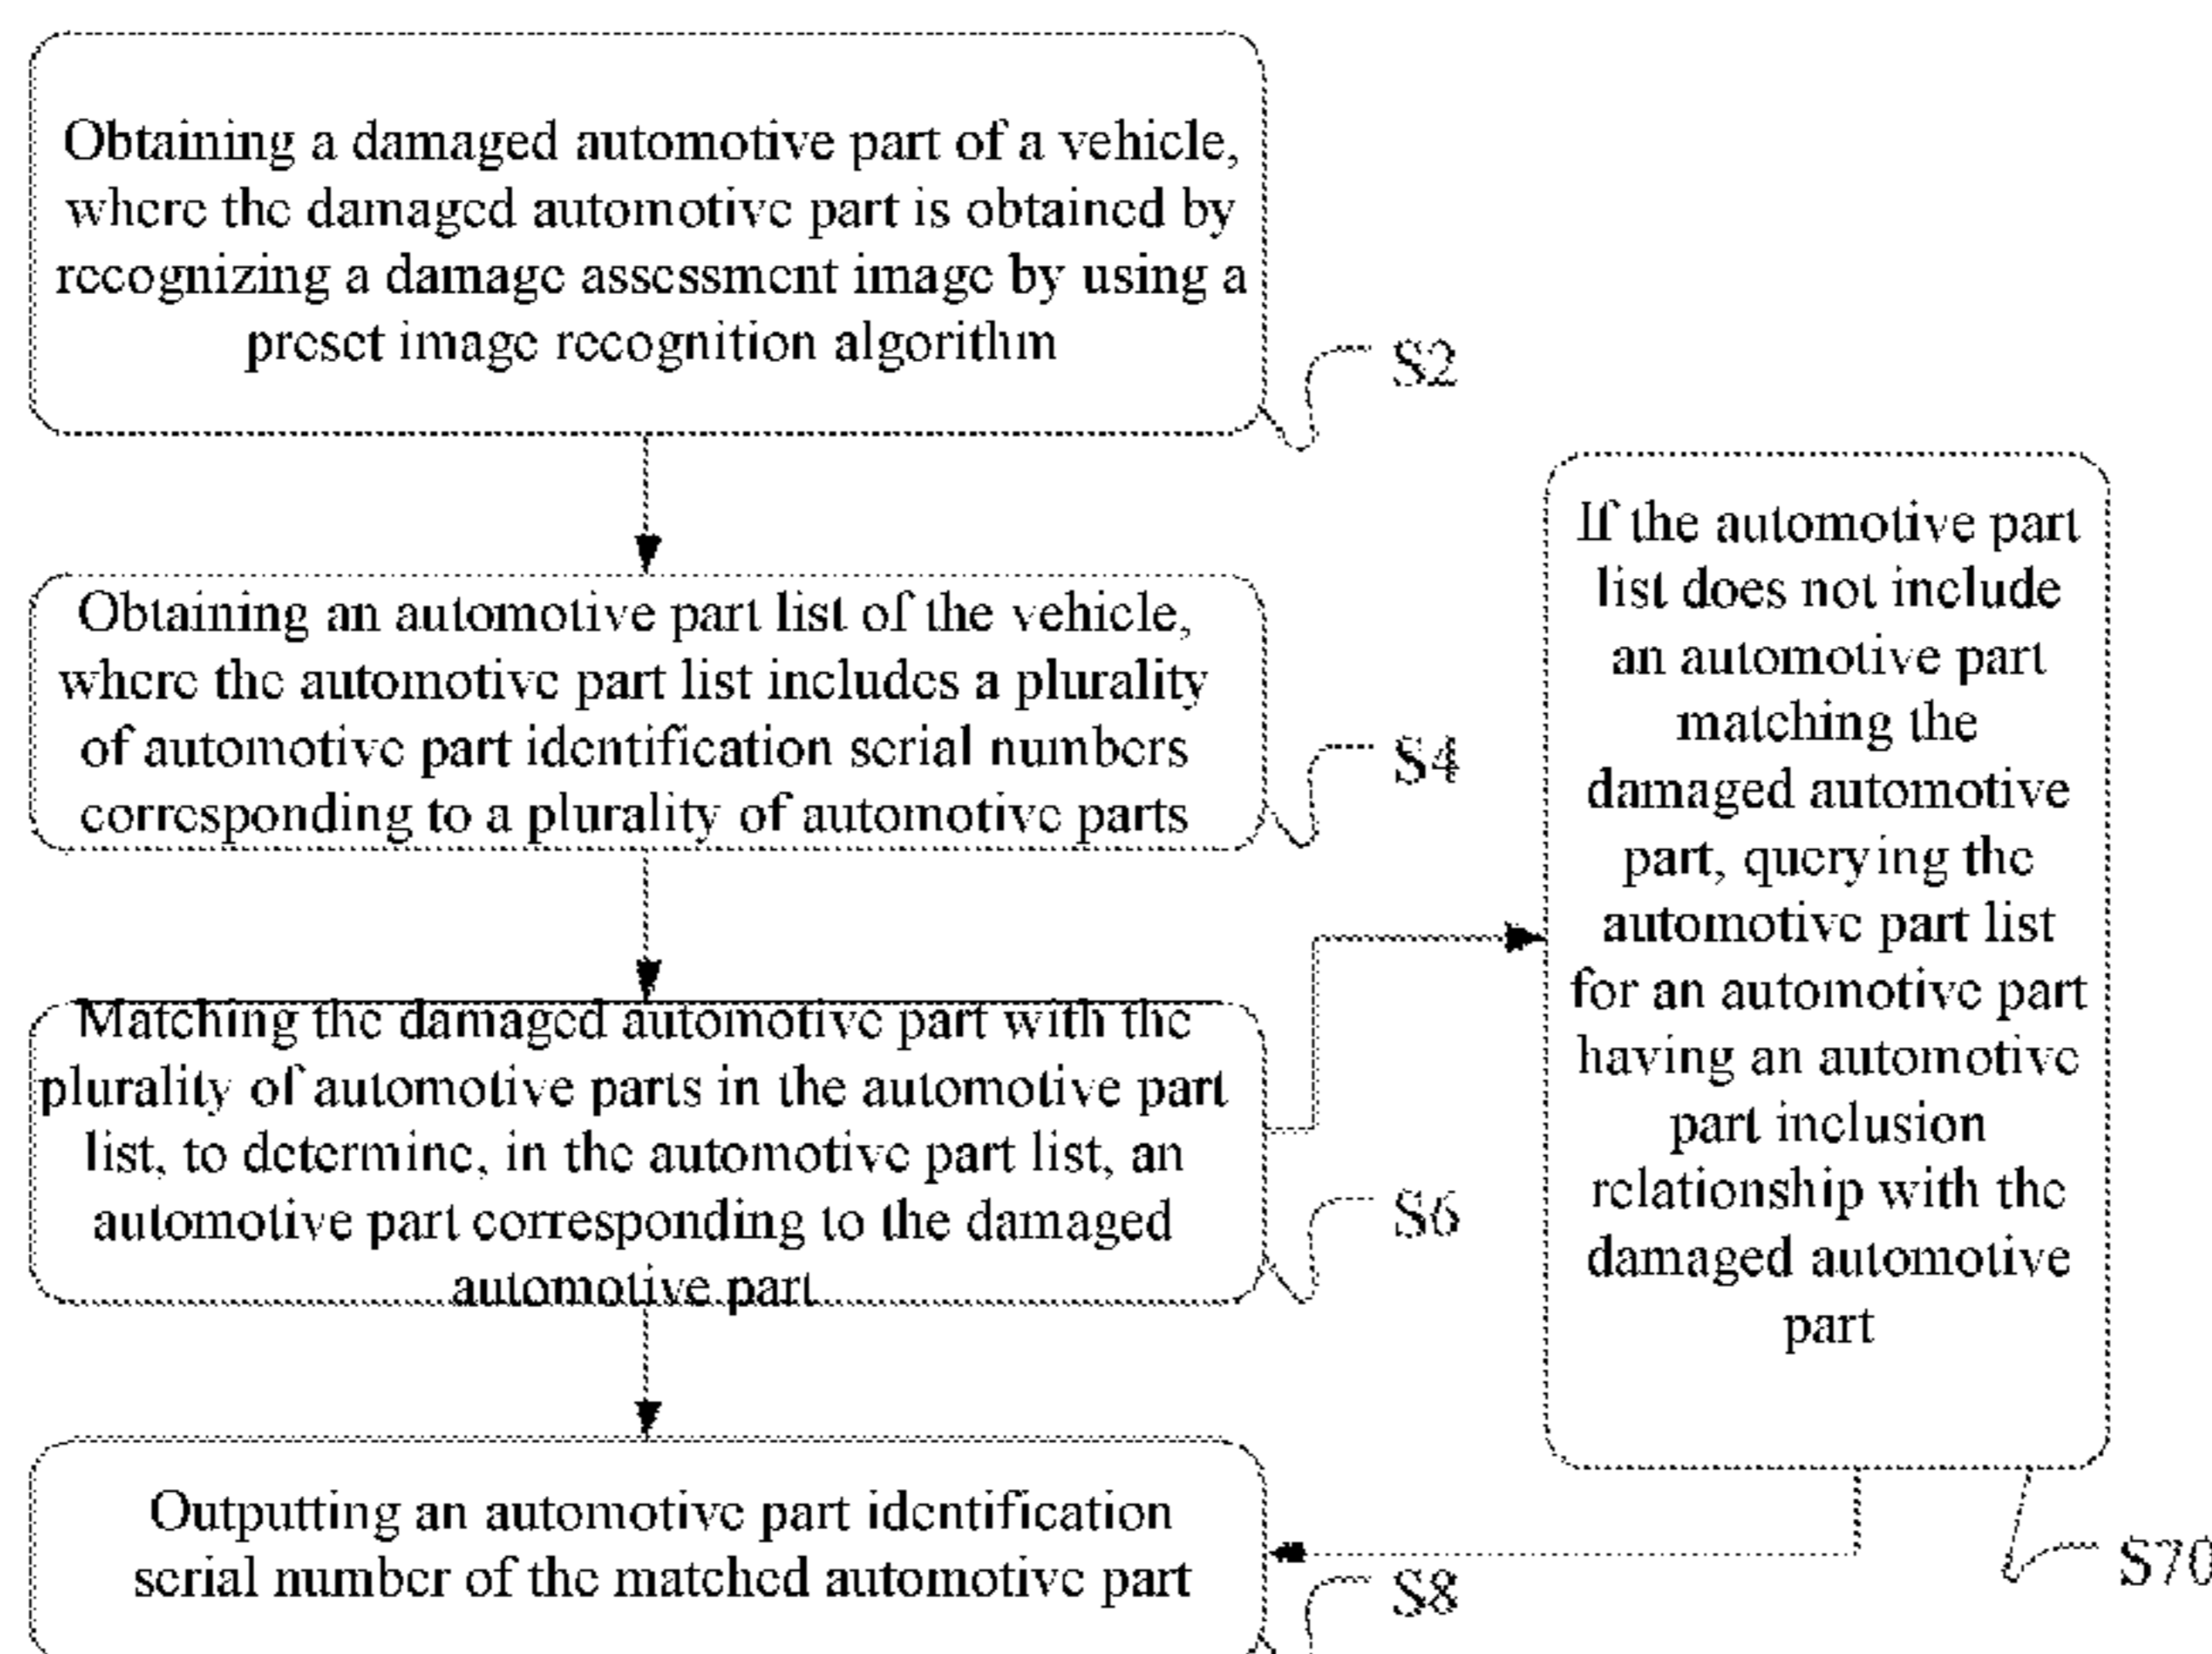 Obtaining a damaged automotive part of a vehicle,
where the damaged automotive part is obtained by
recognizing a damage assessment image by using a
preset image recognition algorithm
S2
Obtaining an automotive part list of the vehicle,
where the automotive part list includes a plurality
of automotive part identification serial numbers
corresponding to a plurality of automotive parts
S4
Matching the damaged automotive part with the
plurality of automotive parts in the automotive part
list, to determine, in the automotive part list, an
automotive part corresponding to the damaged
automotive part
S6
If the automotive part
list does not include
an automotive part
matching the
damaged automotive
part, querying the
automotive part list
for an automotive part
having an automotive
part inclusion
relationship with the
damaged automotive
part
S70
Outputting an automotive part identification
serial number of the matched automotive part
S8